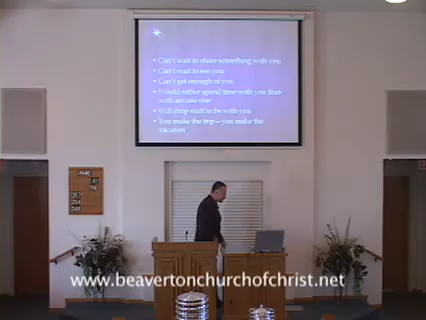 • Can't wait to share something with you
• Can't wait to see you
• Can't get enough of you
• Would rather spend time with you than
with anyone else
• Will drop stuff to be with you
• You make the trip—you make the
vacation
www.beavertonchurchofchrist.net